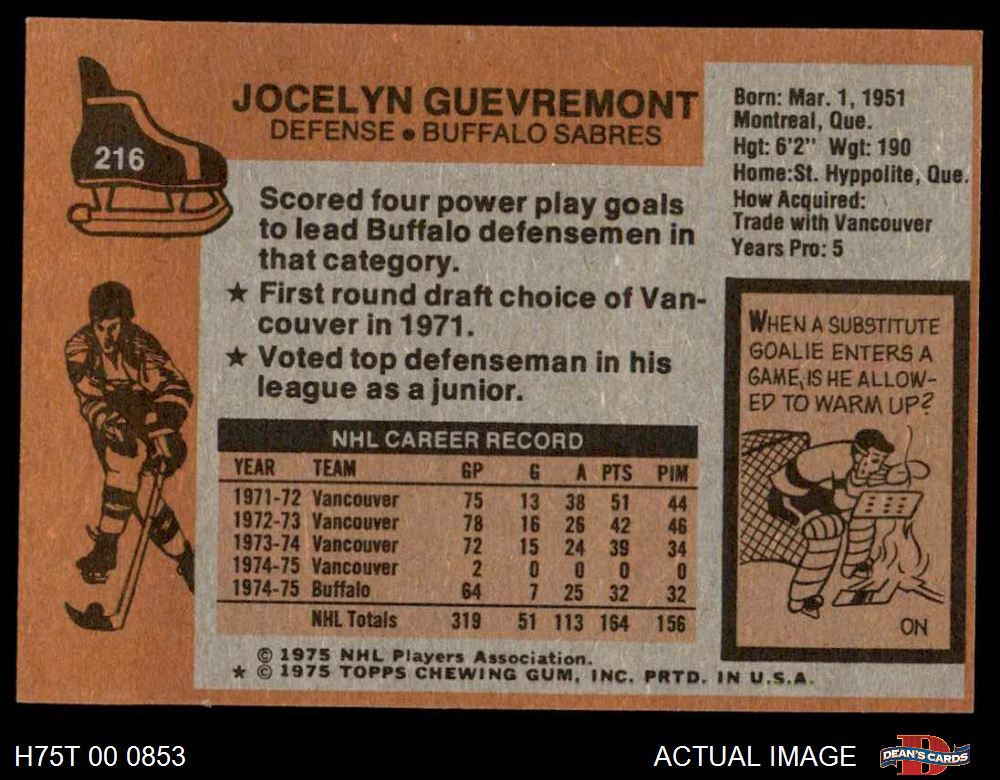 216
JOCELYN GUEVREMONT
DEFENSE • BUFFALO SABRES
Born: Mar. 1, 1951
Montreal, Que.
Hgt: 6'2" Wgt: 190
Home:St. Hyppolite, Que.
How Acquired:
Trade with Vancouver
Years Pro: 5
Scored four power play goals
to lead Buffalo defensemen in
that category.
★ First round draft choice of Van-
couver in 1971.
★ Voted top defenseman in his
league as a junior.
NHL CAREER RECORD
YEAR TEAM GP G A PTS PIM
1971-72 Vancouver 75 13 38 51 44
1972-73 Vancouver 78 16 26 42 46
1973-74 Vancouver 72 15 24 39 34
1974-75 Vancouver 2 0 0 0 0
1974-75 Buffalo 64 7 25 32 32
NHL Totals 319 51 113 164 156
© 1975 NHL Players Association.
★ © 1975 TOPPS CHEWING GUM, INC. PRTD. IN U.S.A.
WHEN A SUBSTITUTE
GOALIE ENTERS A
GAME, IS HE ALLOW-
ED TO WARM UP?
ON
H75T 00 0853
ACTUAL IMAGE
DEAN'S CARDS